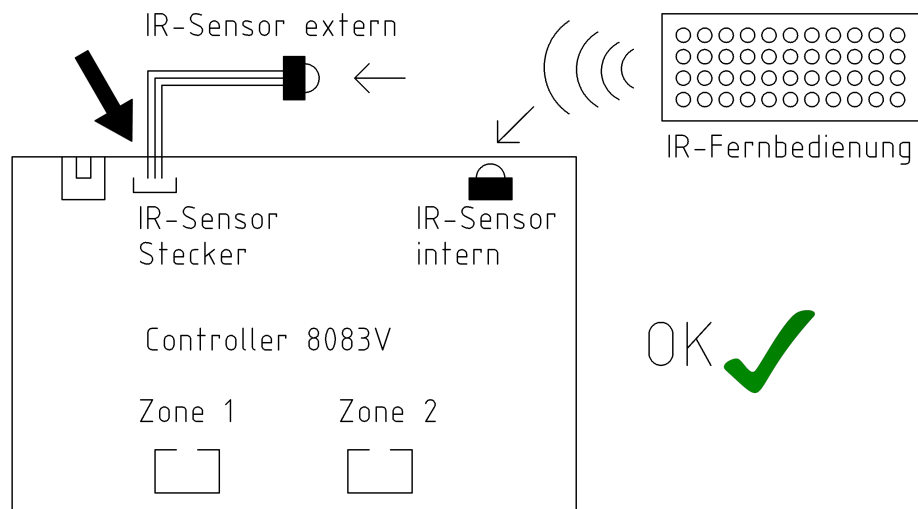 IR-Sensor extern
IR-Fernbedienung
IR-Sensor
Stecker
IR-Sensor
intern
Controller 8083V
OK
Zone 1
Zone 2